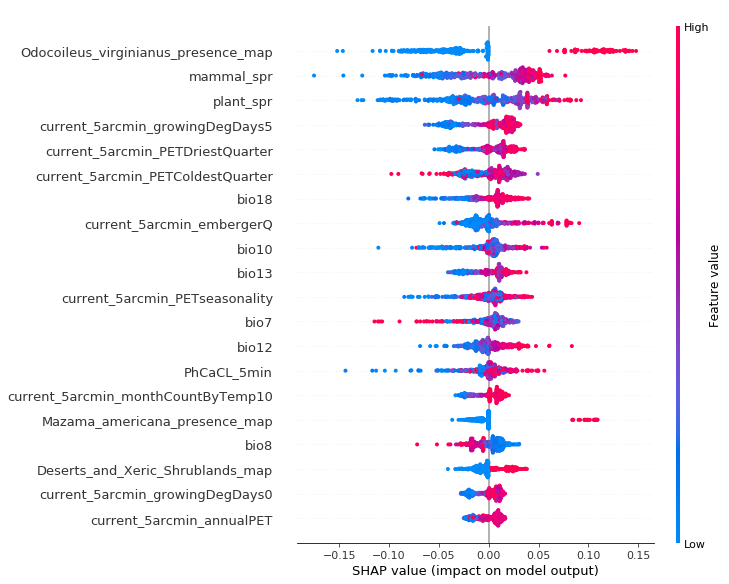 High
Odocoileus_virginianus_presence_map
mammal_spr
plant_spr
current_5arcmin_growingDegDays5
current_5arcmin_PETDriestQuarter
current_5arcmin_PETColdestQuarter
bio18
current_5arcmin_embergerQ
bio10
bio13
current_5arcmin_PETseasonality
bio7
bio12
PhCaCL_5min
current_5arcmin_monthCountByTemp10
Mazama_americana_presence_map
bio8
Deserts_and_Xeric_Shrublands_map
current_5arcmin_growingDegDays0
current_5arcmin_annualPET
Feature value
Low
−0.15 −0.10 −0.05 0.00 0.05 0.10 0.15
SHAP value (impact on model output)